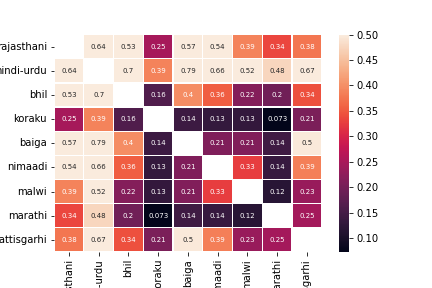 rajasthani 0.64 0.53 0.25 0.57 0.54 0.39 0.34 0.38
hindi-urdu 0.64 0.7 0.39 0.79 0.66 0.52 0.48 0.67
bhil 0.53 0.7 0.16 0.4 0.36 0.22 0.2 0.34
koraku 0.25 0.39 0.16 0.14 0.13 0.13 0.073 0.21
baiga 0.57 0.79 0.4 0.14 0.21 0.21 0.14 0.5
nimaadi 0.54 0.66 0.36 0.13 0.21 0.33 0.14 0.39
malwi 0.39 0.52 0.22 0.13 0.21 0.33 0.12 0.23
marathi 0.34 0.48 0.2 0.073 0.14 0.14 0.12 0.25
attisgarhi 0.38 0.67 0.34 0.21 0.5 0.39 0.23 0.25
thani -urdu bhil oraku baiga maadi malwi arathi garhi
0.50
0.45
0.40
0.35
0.30
0.25
0.20
0.15
0.10